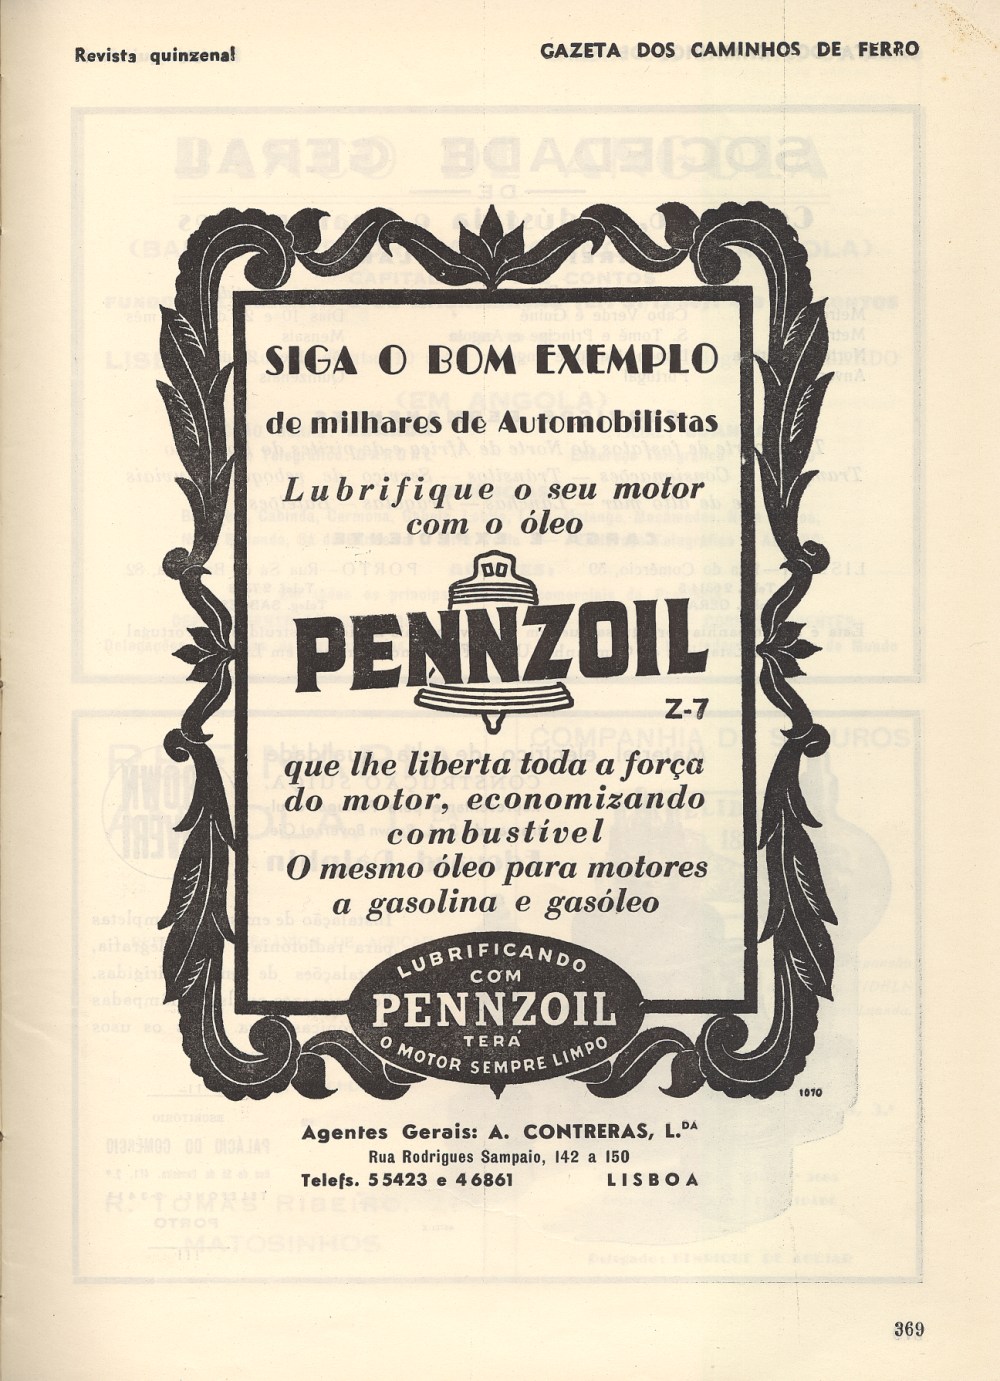 Revista quinzenal
GAZETA DOS CAMINHOS DE FERRO
SIGA O BOM EXEMPLO
de milhares de Automobilistas
Lubrifique o seu motor
com o óleo
PENNZOIL
Z-7
que lhe liberta toda a força
do motor, economizando
combustível
O mesmo óleo para motores
a gasolina e gasóleo
LUBRIFICANDO
COM
PENNZOIL
TERÁ
O MOTOR SEMPRE LIMPO
1070
Agentes Gerais: A. CONTRERAS, L.DA
Rua Rodrigues Sampaio, 142 a 150
Telefs. 55423 e 46861 LISBOA
369